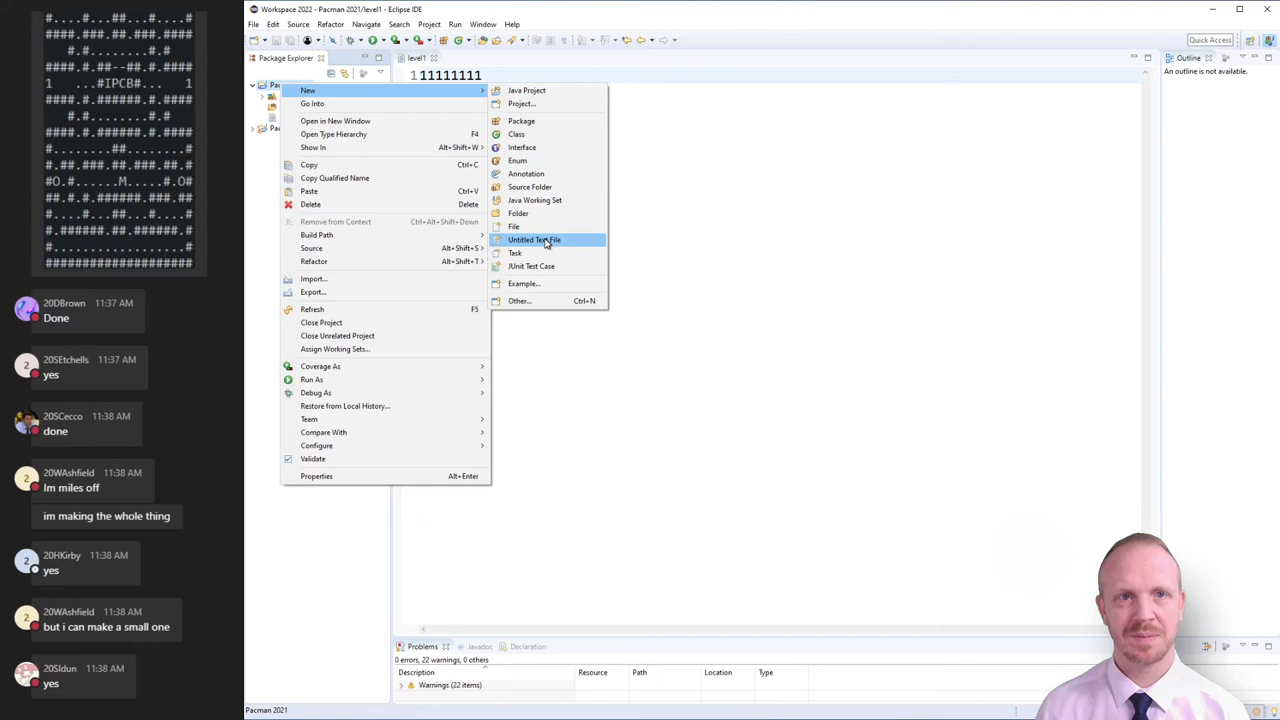 #....#...#...#....#
####.##.#.#.##.####
####.##.....##.####
####.##--#--##.####
1 ...BITPCBI... 1
####.#.......#.####
#.#.......#.#
####.#.#####.#.####
#.................#
##.##.####.###.##.#
#O.#......M.....#.O#
####...#...#...####
#.................#
###################
20DBrown 11:37 AM
Done
20SEtchells 11:37 AM
yes
20SCecco 11:38 AM
done
20WAshfield 11:38 AM
Im miles off
im making the whole thing
20HKirby 11:38 AM
yes
20WAshfield 11:38 AM
but i can make a small one
20SIdun 11:38 AM
yes
Workspace 2022 - Pacman 2021/level1 - Eclipse IDE
File Edit Source Refactor Navigate Search Project Run Window Help
Quick Access
Package Explorer
level1
Outline
1 11111111
An outline is not available.
Pac
Pac
New
Go Into
Open in New Window
Open Type Hierarchy F4
Show In Alt+Shift+W
Copy Ctrl+C
Copy Qualified Name
Paste Ctrl+V
Delete Delete
Remove from Context Ctrl+Alt+Shift+Down
Build Path
Source Alt+Shift+S
Refactor Alt+Shift+T
Import...
Export...
Refresh F5
Close Project
Close Unrelated Project
Assign Working Sets...
Coverage As
Run As
Debug As
Restore from Local History...
Team
Compare With
Configure
Validate
Properties Alt+Enter
Java Project
Project...
Package
Class
Interface
Enum
Annotation
Source Folder
Java Working Set
Folder
File
Untitled Text File
Task
JUnit Test Case
Example...
Other... Ctrl+N
Problems Javadoc Declaration
0 errors, 22 warnings, 0 others
Description Resource Path Location Type
Warnings (22 items)
Pacman 2021